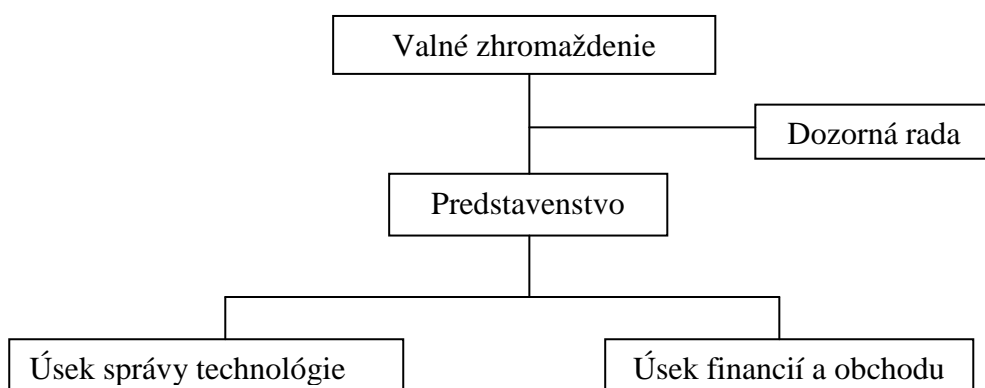 Valné zhromaždenie
Dozorná rada
Predstavenstvo
Úsek správy technológie
Úsek financií a obchodu